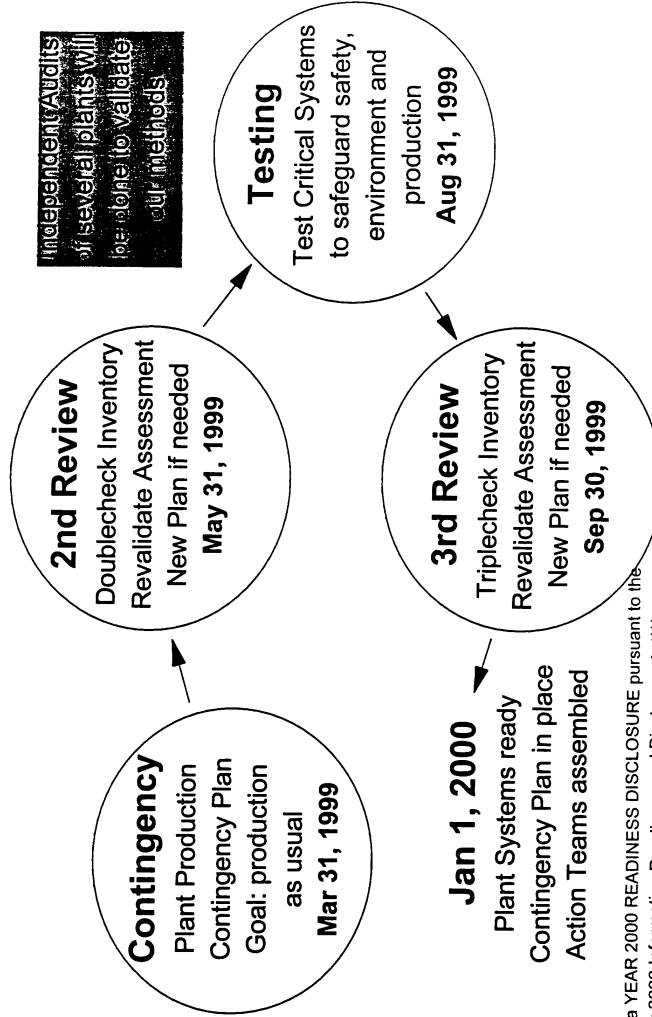 Contingency
Plant Production
Contingency Plan
Goal: production
as usual
Mar 31, 1999
2nd Review
Doublecheck Inventory
Revalidate Assessment
New Plan if needed
May 31, 1999
Independent Audits
of several plants will
be done to validate
our methods
Testing
Test Critical Systems
to safeguard safety,
environment and
production
Aug 31, 1999
3rd Review
Triplecheck Inventory
Revalidate Assessment
New Plan if needed
Sep 30, 1999
Jan 1, 2000
Plant Systems ready
Contingency Plan in place
Action Teams assembled
a YEAR 2000 READINESS DISCLOSURE pursuant to the